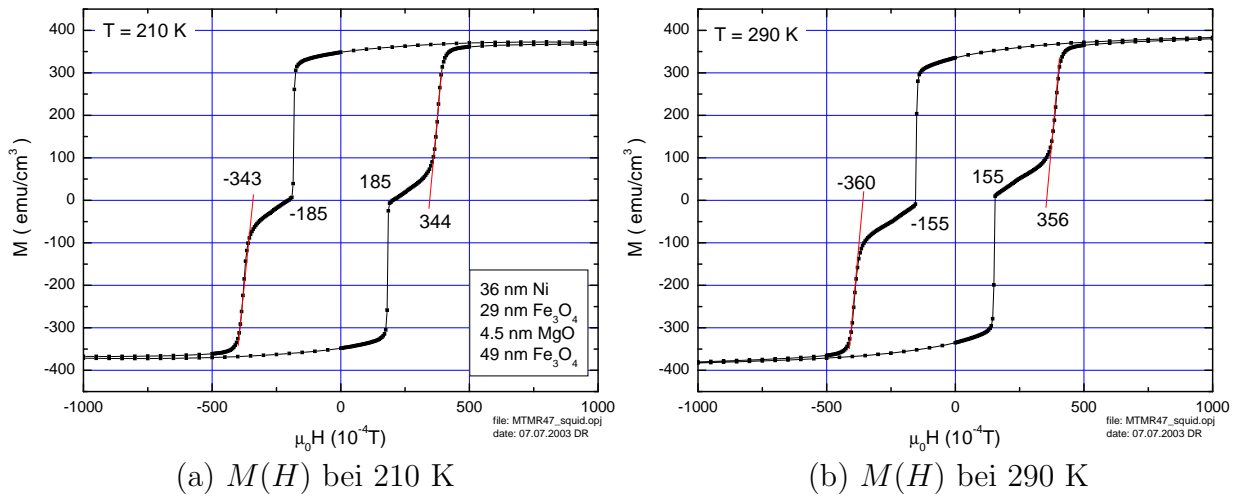 T = 210 K
M ( emu/cm³ )
400
300
200
100
0
-100
-200
-300
-400
-343
185
-185
344
36 nm Ni
29 nm Fe₃O₄
4.5 nm MgO
49 nm Fe₃O₄
-1000 -500 0 500 1000
μ₀H (10⁻⁴T)
file: MTMR47_squid.opj
date: 07.07.2003 DR
(a) M(H) bei 210 K
T = 290 K
M ( emu/cm³ )
400
300
200
100
0
-100
-200
-300
-400
-360
155
-155
356
-1000 -500 0 500 1000
μ₀H (10⁻⁴T)
file: MTMR47_squid.opj
date: 07.07.2003 DR
(b) M(H) bei 290 K